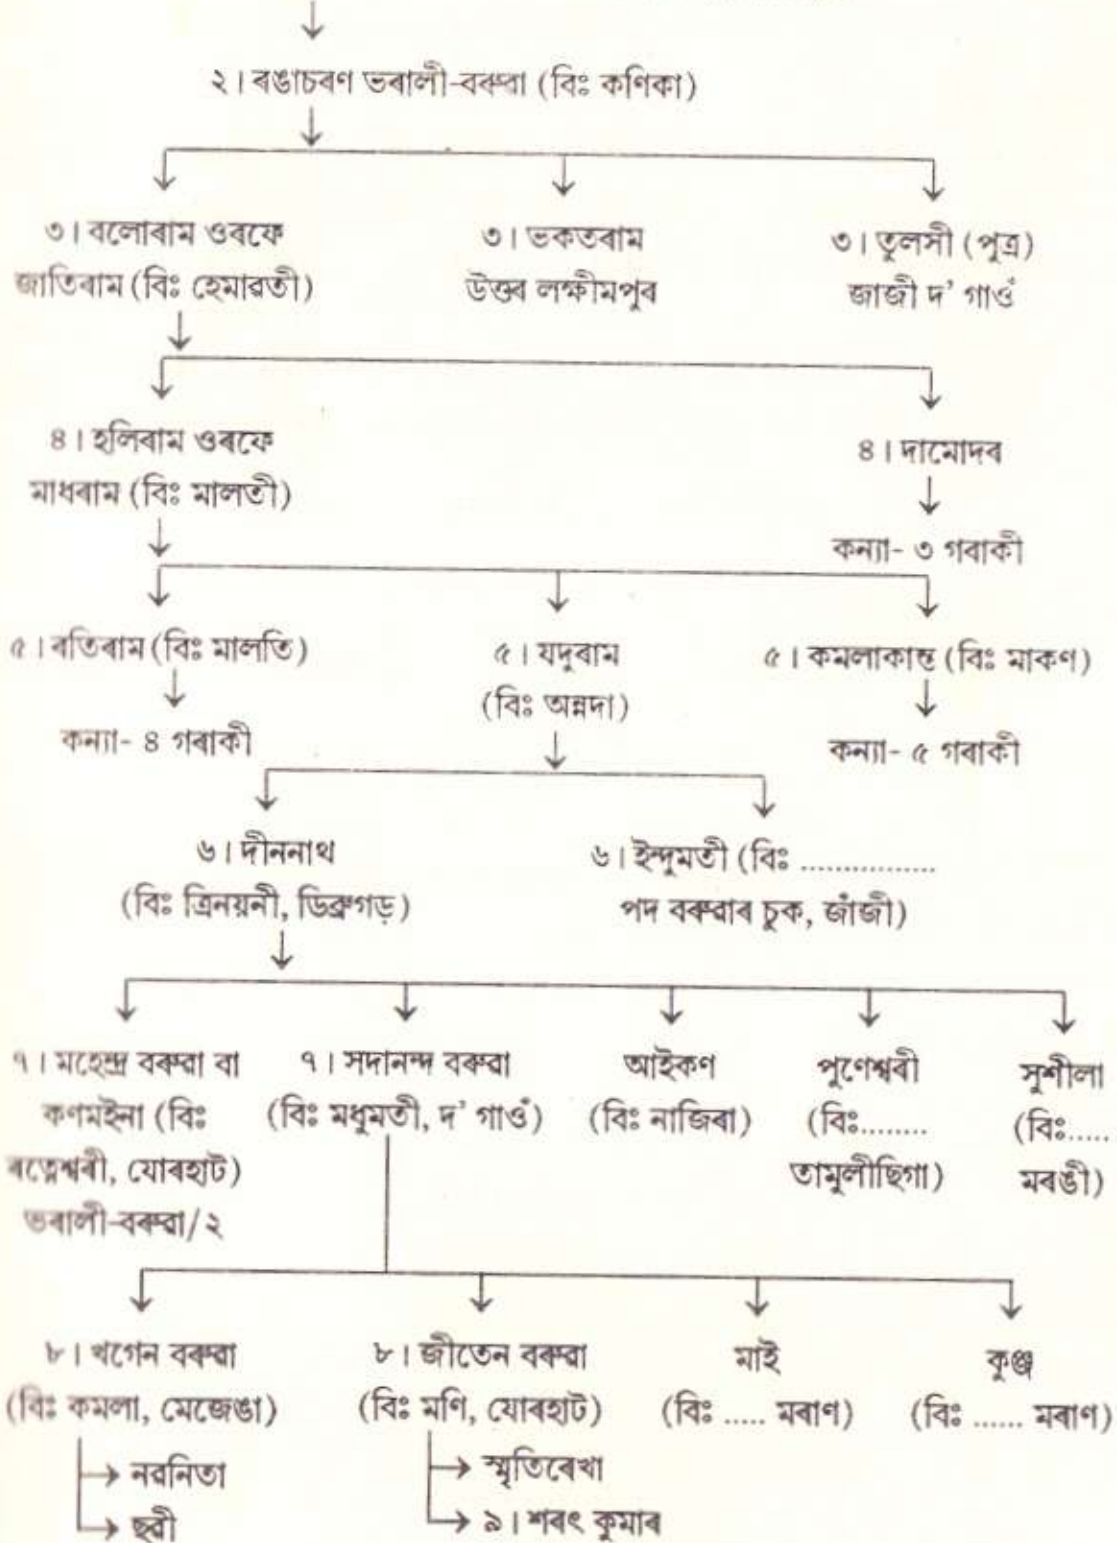 ২। ৰঙাচৰণ ভৰালী-বৰুৱা (বিঃ কণিকা)
৩। বলোৰাম ওৰফে
জাতিৰাম (বিঃ হেমাৱতী)
৩। ভকতৰাম
উত্তৰ লক্ষীমপুৰ
৩। তুলসী (পুত্ৰ)
জাজী দ' গাওঁ
৪। হলিৰাম ওৰফে
মাধৰাম (বিঃ মালতী)
৪। দামোদৰ
কন্যা- ৩ গৰাকী
৫। ৰতিৰাম (বিঃ মালতি)
৫। যদুৰাম
(বিঃ অন্নদা)
৫। কমলাকান্ত (বিঃ মাকণ)
কন্যা- ৪ গৰাকী
কন্যা- ৫ গৰাকী
৬। দীননাথ
(বিঃ ত্ৰিনয়নী, ডিব্ৰুগড়)
৬। ইন্দুমতী (বিঃ ................
পদ বৰুৱাৰ চুক, জাঁজী)
৭। মহেন্দ্ৰ বৰুৱা বা
কণমইনা (বিঃ
ৰত্নেশ্বৰী, যোৰহাট)
ভৰালী-বৰুৱা/২
৭। সদানন্দ বৰুৱা
(বিঃ মধুমতী, দ' গাওঁ)
আইকণ
(বিঃ নাজিৰা)
পুণেশ্বৰী
(বিঃ........
তামুলীছিগা)
সুশীলা
(বিঃ.....
মৰঙী)
৮। খগেন বৰুৱা
(বিঃ কমলা, মেজেঙা)
নৱনিতা
ছৱী
৮। জীতেন বৰুৱা
(বিঃ মণি, যোৰহাট)
স্মৃতিৰেখা
৯। শৰৎ কুমাৰ
মাই
(বিঃ ..... মৰাণ)
কুঞ্জ
(বিঃ ...... মৰাণ)